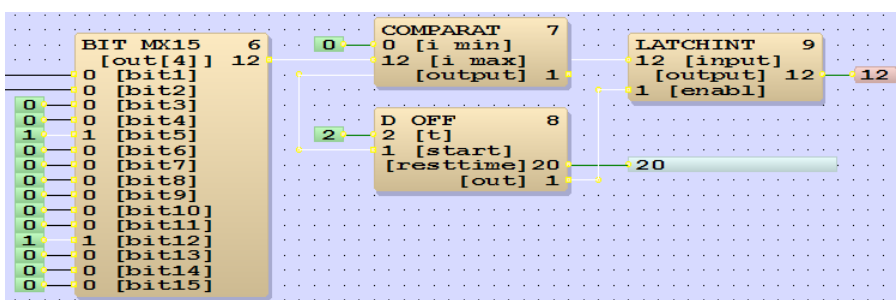 BIT MX15 6
[out[4]] 12
0 [bit1]
0 [bit2]
0 0 [bit3]
0 0 [bit4]
1 1 [bit5]
0 0 [bit6]
0 0 [bit7]
0 0 [bit8]
0 0 [bit9]
0 0 [bit10]
0 0 [bit11]
1 1 [bit12]
0 0 [bit13]
0 0 [bit14]
0 0 [bit15]
COMPARAT 7
0 0 [i min]
12 [i max]
[output] 1
D OFF 8
2 2 [t]
1 [start]
[resttime] 20 20
[out] 1
LATCHINT 9
12 [input]
[output] 12 12
1 [enabl]